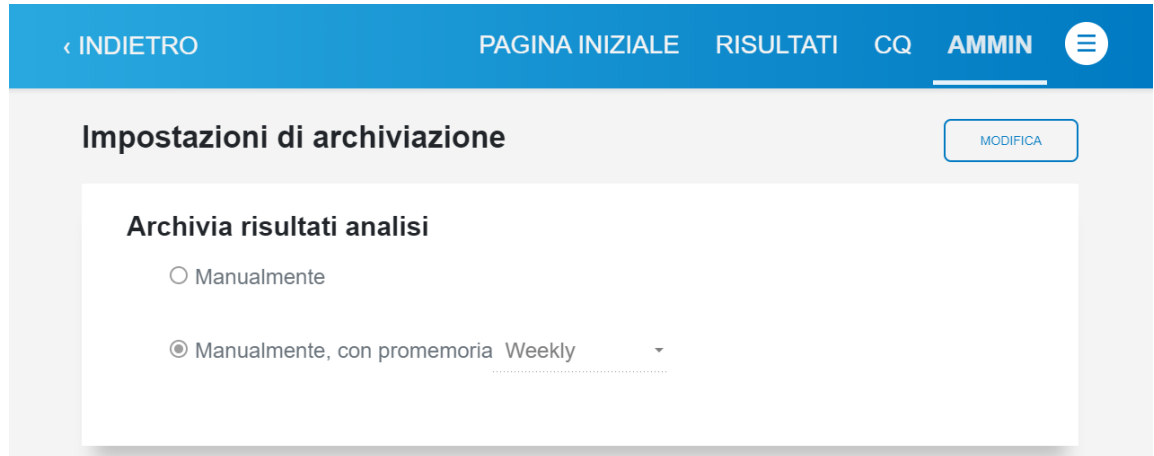 ‹ INDIETRO PAGINA INIZIALE RISULTATI CQ AMMIN
Impostazioni di archiviazione MODIFICA
Archivia risultati analisi
Manualmente
Manualmente, con promemoria Weekly